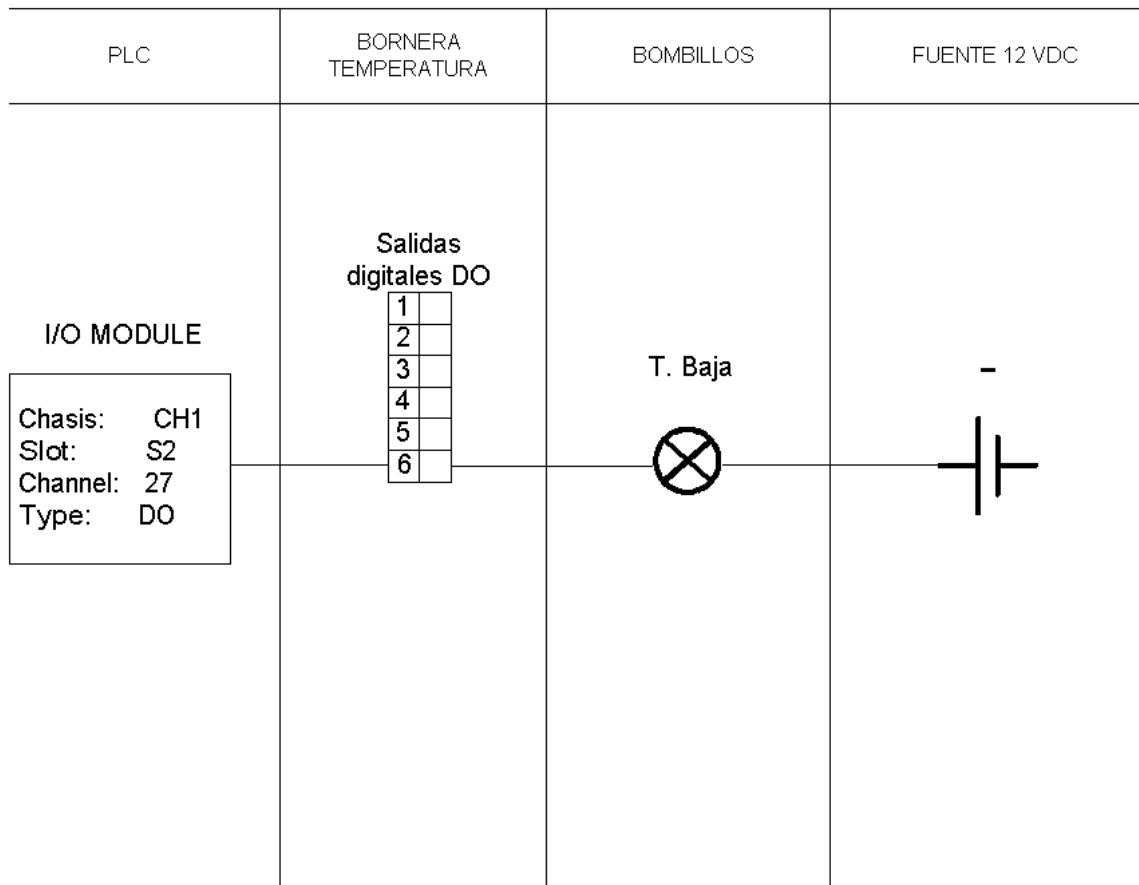 PLC
BORNERA
TEMPERATURA
BOMBILLOS
FUENTE 12 VDC
Salidas
digitales DO
1
2
3
4
5
6
I/O MODULE
Chasis: CH1
Slot: S2
Channel: 27
Type: DO
T. Baja
-